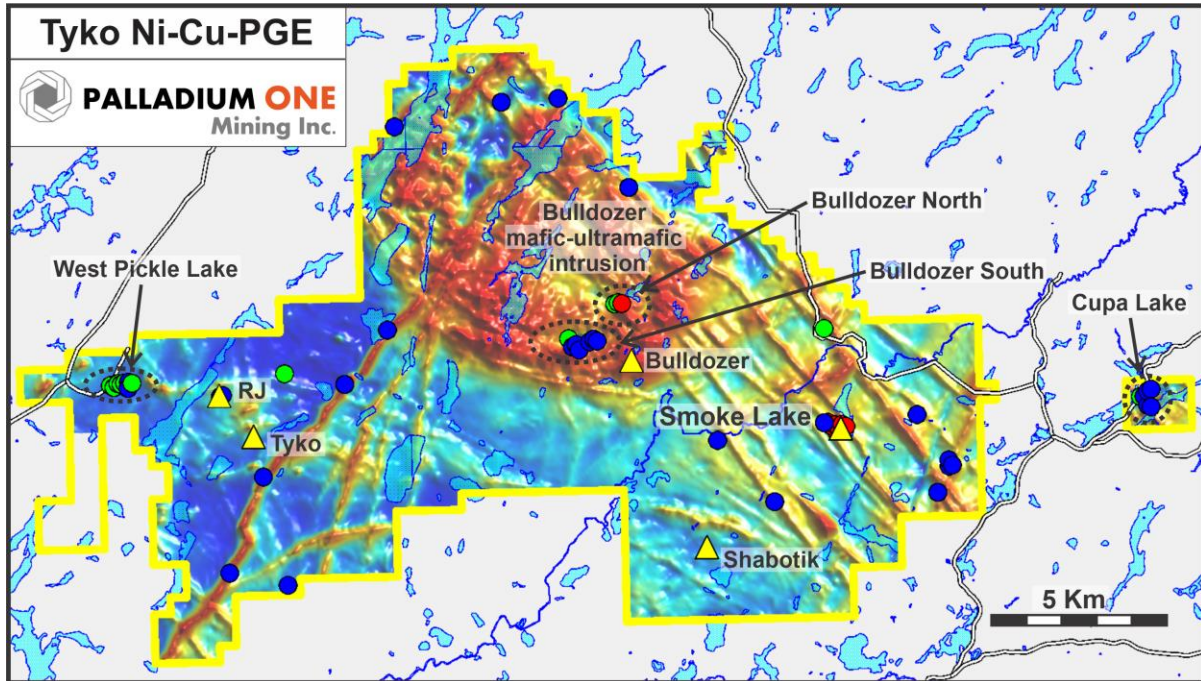 Tyko Ni-Cu-PGE
PALLADIUM ONE
Mining Inc.
Bulldozer
mafic-ultramafic
intrusion
Bulldozer North
Bulldozer South
West Pickle Lake
Cupa Lake
RJ
Bulldozer
Smoke Lake
Tyko
Shabotik
5 Km